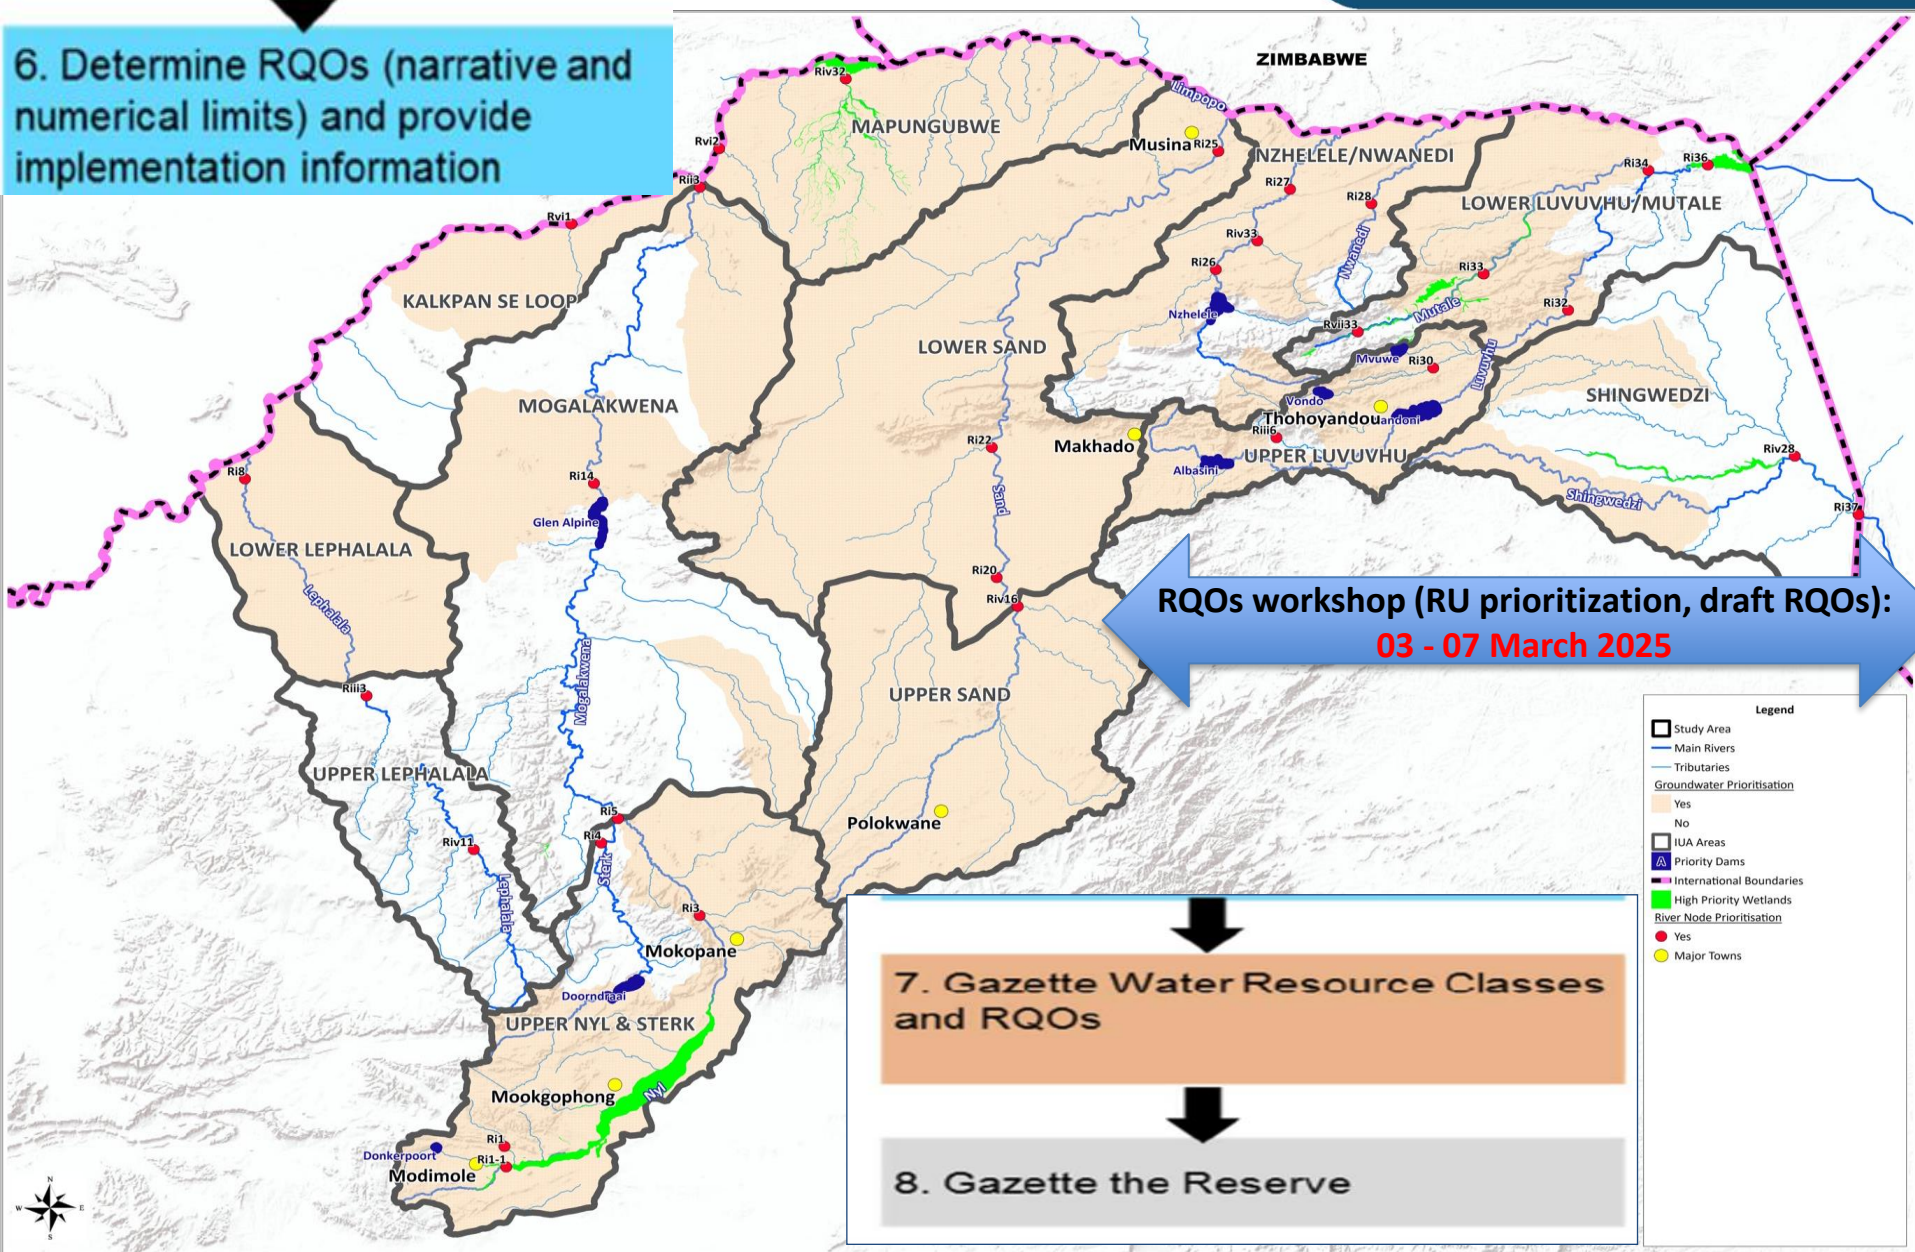 6. Determine RQOs (narrative and
numerical limits) and provide
implementation information
ZIMBABWE
Riv32
Limpopo
MAPUNGUBWE
Musina
Ri25
Rvi2
NZHELELE/NWANEDI
Ri34
Ri36
Rii3
Ri27
Ri28
LOWER LUVUVHU/MUTALE
Rvi1
Riv33
Nwanedi
Ri26
Ri33
KALKPAN SE LOOP
Ri32
Nzhelele
Mutale
Rvii33
LOWER SAND
Mvuwe
Ri30
Luvuvhu
SHINGWEDZI
MOGALAKWENA
Vondo
Thohoyandou
andoni
Riii6
Ri22
Makhado
UPPER LUVUVHU
Riv28
Albasini
Ri8
Ri14
Sand
Shingwedzi
Ri37
Glen Alpine
LOWER LEPHALALA
Ri20
Riv16
Lephalala
RQOs workshop (RU prioritization, draft RQOs):
03 - 07 March 2025
Mogalakwena
Riii3
UPPER SAND
UPPER LEPHALALA
Ri5
Ri4
Polokwane
Riv11
Sterk
Lephalala
Ri3
Mokopane
Doorndraai
UPPER NYL & STERK
Mookgophong
Nyl
Ri1
Donkerpoort
Ri1-1
Modimole
N
W
E
S
Legend
Study Area
Main Rivers
Tributaries
Groundwater Prioritisation
Yes
No
IUA Areas
A
Priority Dams
International Boundaries
High Priority Wetlands
River Node Prioritisation
Yes
Major Towns
7. Gazette Water Resource Classes
and RQOs
8. Gazette the Reserve